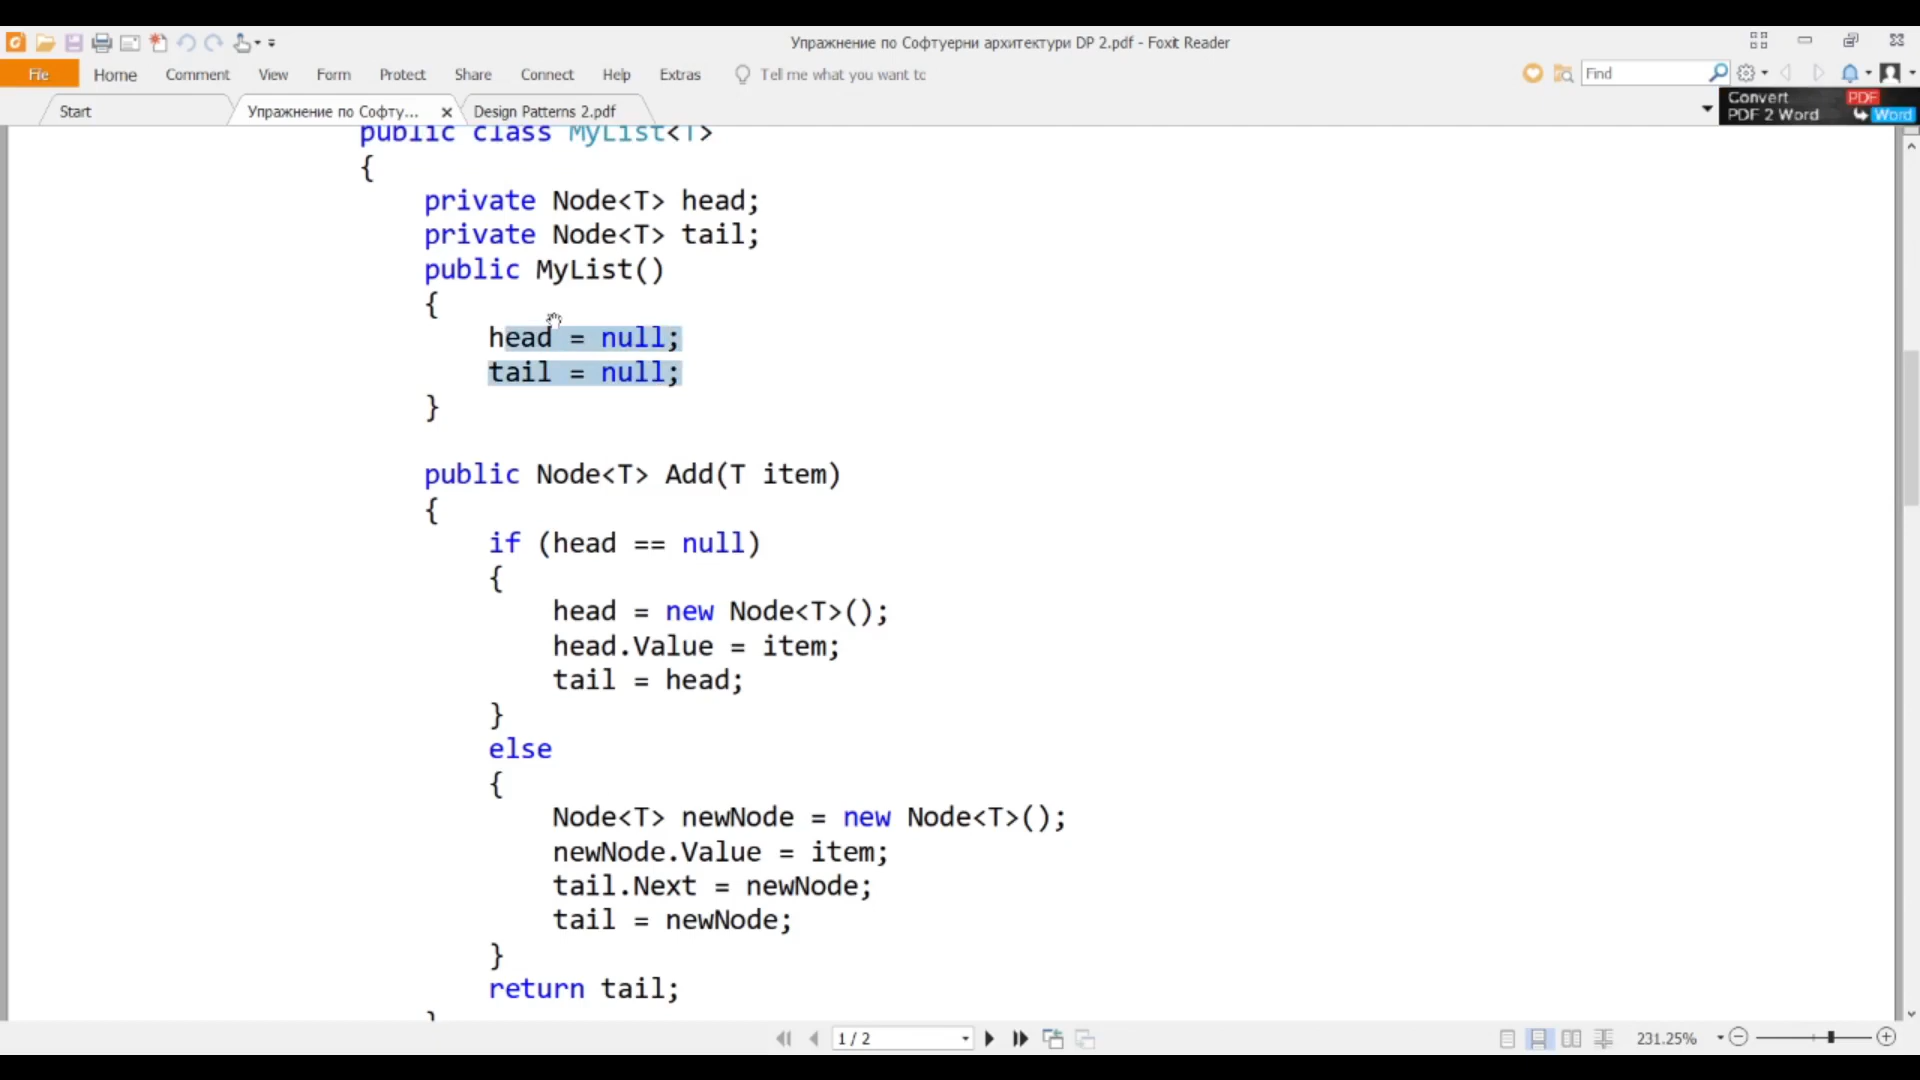 Упражнение по Софтуерни архитектури DP 2.pdf - Foxit Reader
File Home Comment View Form Protect Share Connect Help Extras Tell me what you want to Find
Start Упражнение по Софту... Design Patterns 2.pdf
Convert PDF
PDF 2 Word Word
public class MyList<T>
{
private Node<T> head;
private Node<T> tail;
public MyList()
{
head = null;
tail = null;
}
public Node<T> Add(T item)
{
if (head == null)
{
head = new Node<T>();
head.Value = item;
tail = head;
}
else
{
Node<T> newNode = new Node<T>();
newNode.Value = item;
tail.Next = newNode;
tail = newNode;
}
return tail;
}
1 / 2
231.25%